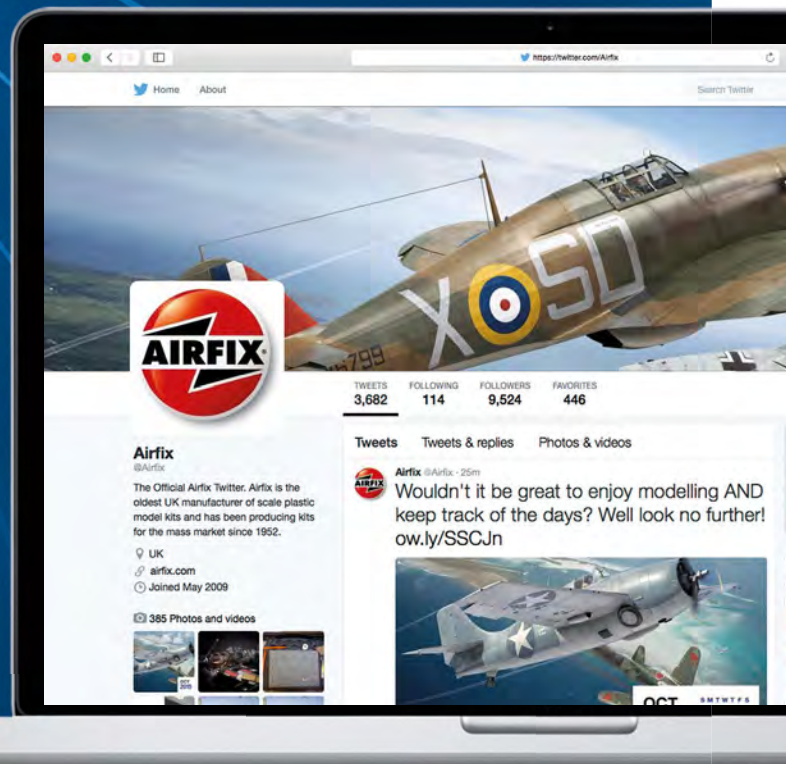 https://twitter.com/Airfix
Home About
Search Twitter
X SD
AIRFIX
TWEETS FOLLOWING FOLLOWERS FAVORITES
3,682 114 9,524 446
Airfix
@Airfix
The Official Airfix Twitter. Airfix is the
oldest UK manufacturer of scale plastic
model kits and has been producing kits
for the mass market since 1952.
UK
airfix.com
Joined May 2009
385 Photos and videos
OCT
2015
Tweets Tweets & replies Photos & videos
AIRFIX
Airfix @Airfix · 25m
Wouldn't it be great to enjoy modelling AND
keep track of the days? Well look no further!
ow.ly/SSCJn
OCT S M T W T F S